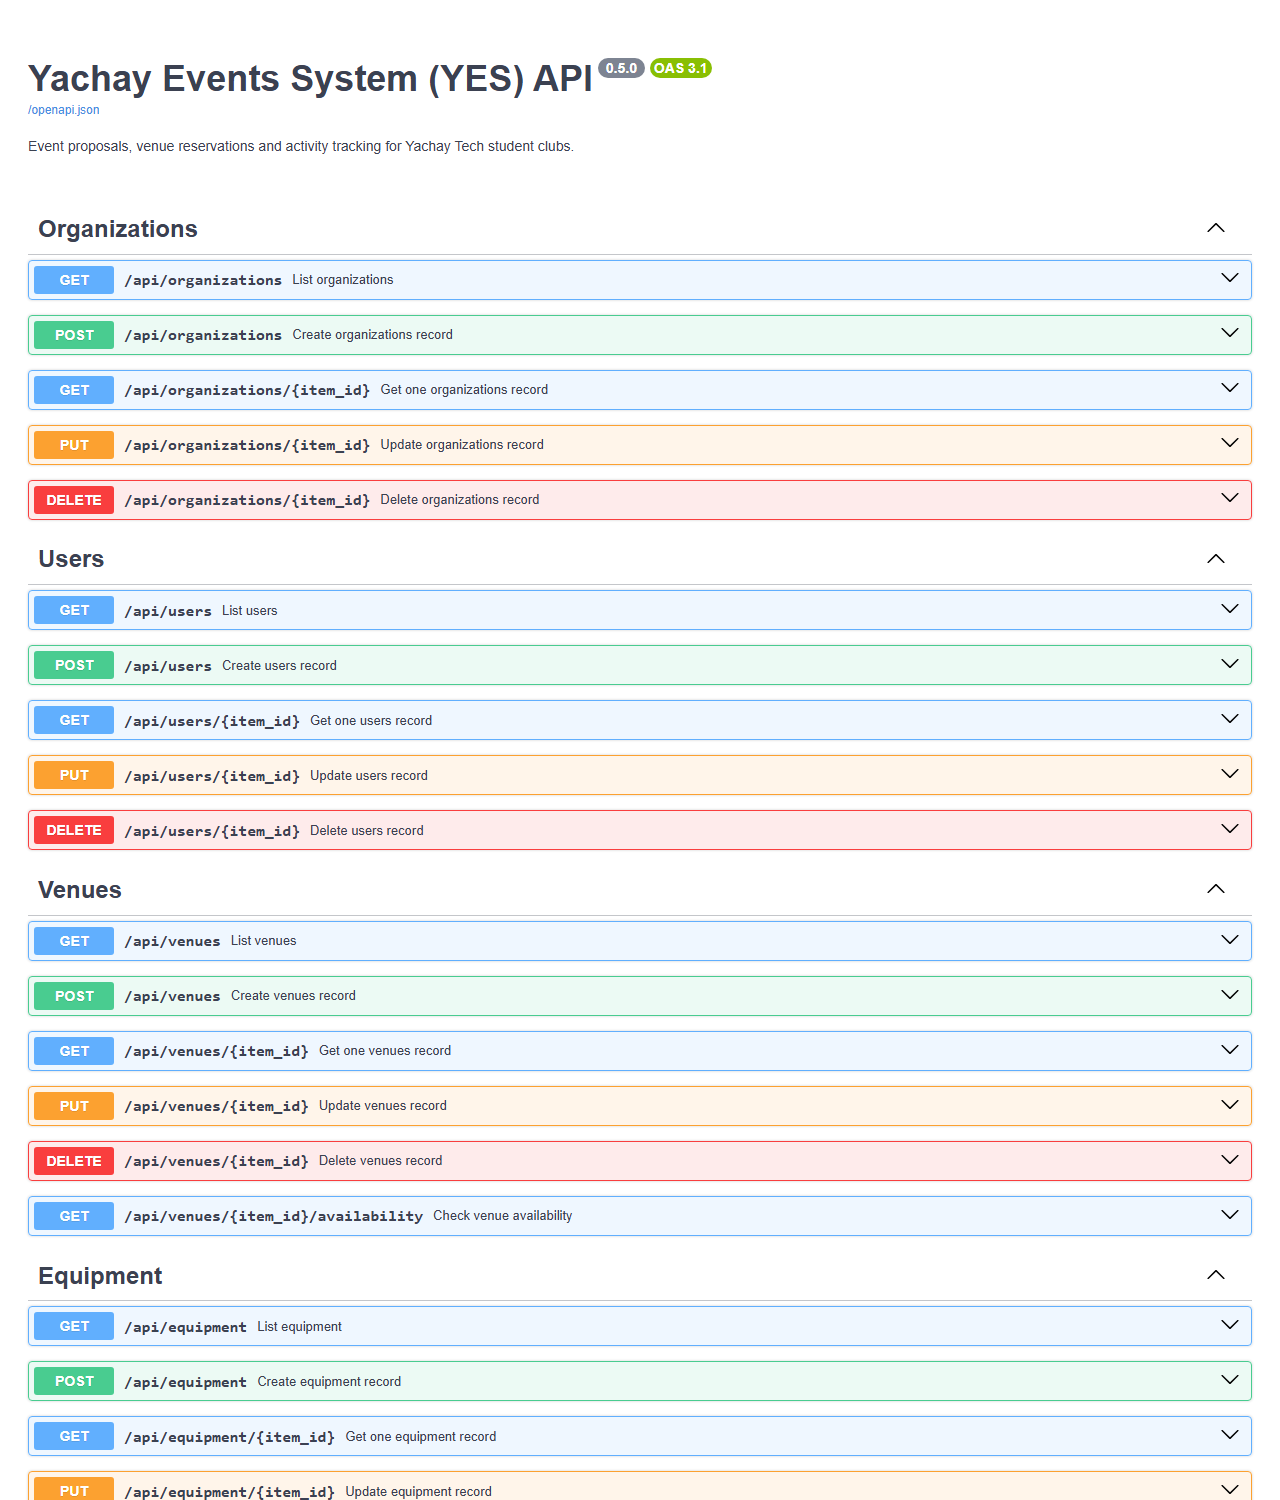 Yachay Events System (YES) API 0.5.0 OAS 3.1
/openapi.json
Event proposals, venue reservations and activity tracking for Yachay Tech student clubs.
Organizations
GET /api/organizations List organizations
POST /api/organizations Create organizations record
GET /api/organizations/{item_id} Get one organizations record
PUT /api/organizations/{item_id} Update organizations record
DELETE /api/organizations/{item_id} Delete organizations record
Users
GET /api/users List users
POST /api/users Create users record
GET /api/users/{item_id} Get one users record
PUT /api/users/{item_id} Update users record
DELETE /api/users/{item_id} Delete users record
Venues
GET /api/venues List venues
POST /api/venues Create venues record
GET /api/venues/{item_id} Get one venues record
PUT /api/venues/{item_id} Update venues record
DELETE /api/venues/{item_id} Delete venues record
GET /api/venues/{item_id}/availability Check venue availability
Equipment
GET /api/equipment List equipment
POST /api/equipment Create equipment record
GET /api/equipment/{item_id} Get one equipment record
PUT /api/equipment/{item_id} Update equipment record